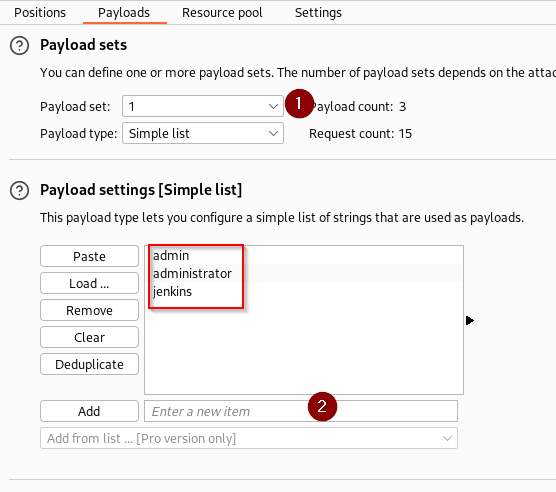 Positions Payloads Resource pool Settings
? Payload sets
You can define one or more payload sets. The number of payload sets depends on the
Payload set: 1 1 Payload count: 3
Payload type: Simple list Request count: 15
? Payload settings [Simple list]
This payload type lets you configure a simple list of strings that are used as payloads.
Paste admin
administrator
Load ... jenkins
Remove
Clear
Deduplicate
Add Enter a new item 2
Add from list ... [Pro version only]